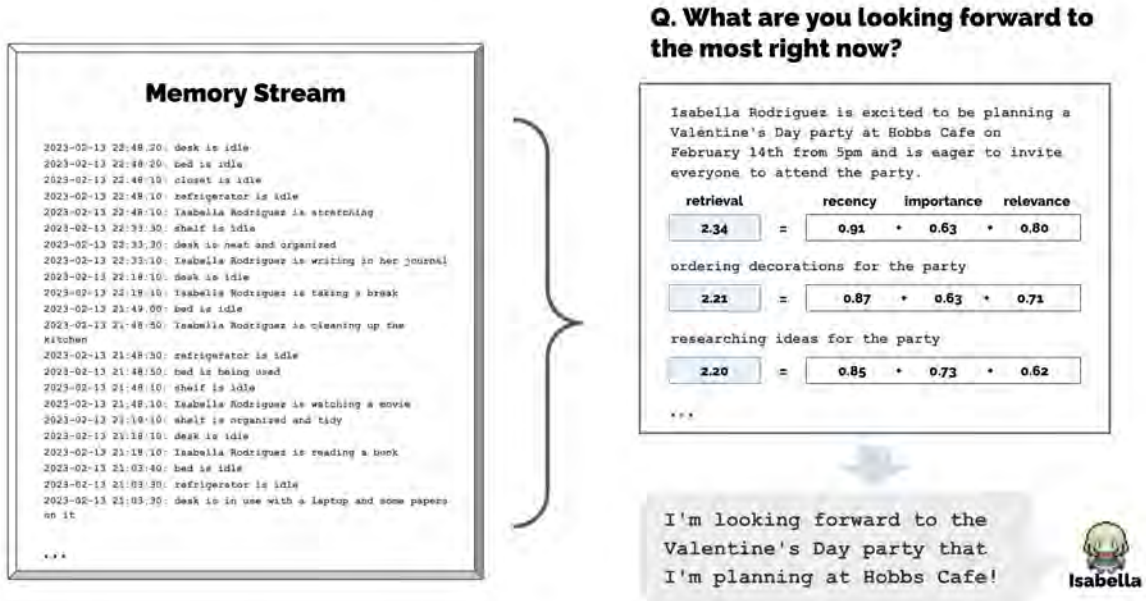 Memory Stream
2023-02-13 22:48:20: desk is idle
2023-02-13 22:48:20: bed is idle
2023-02-13 22:48:10: closet is idle
2023-02-13 22:48:10: refrigerator is idle
2023-02-13 22:48:10: Isabella Rodriguez is stretching
2023-02-13 22:33:30: shelf is idle
2023-02-13 22:33:30: desk is neat and organized
2023-02-13 22:33:10: Isabella Rodriguez is writing in her journal
2023-02-13 22:18:10: desk is idle
2023-02-13 22:18:10: Isabella Rodriguez is taking a break
2023-02-13 21:49:00: bed is idle
2023-02-13 21:48:50: Isabella Rodriguez is cleaning up the
kitchen
2023-02-13 21:48:50: refrigerator is idle
2023-02-13 21:48:50: bed is being used
2023-02-13 21:48:10: shelf is idle
2023-02-13 21:48:10: Isabella Rodriguez is watching a movie
2023-02-13 21:19:10: shelf is organized and tidy
2023-02-13 21:18:10: desk is idle
2023-02-13 21:18:10: Isabella Rodriguez is reading a book
2023-02-13 21:03:40: bed is idle
2023-02-13 21:03:30: refrigerator is idle
2023-02-13 21:03:30: desk is in use with a laptop and some papers
on it
...
Q. What are you looking forward to
the most right now?
Isabella Rodriguez is excited to be planning a
Valentine's Day party at Hobbs Cafe on
February 14th from 5pm and is eager to invite
everyone to attend the party.
retrieval recency importance relevance
2.34 = 0.91 + 0.63 + 0.80
ordering decorations for the party
2.21 = 0.87 + 0.63 + 0.71
researching ideas for the party
2.20 = 0.85 + 0.73 + 0.62
...
I'm looking forward to the
Valentine's Day party that
I'm planning at Hobbs Cafe!
Isabella